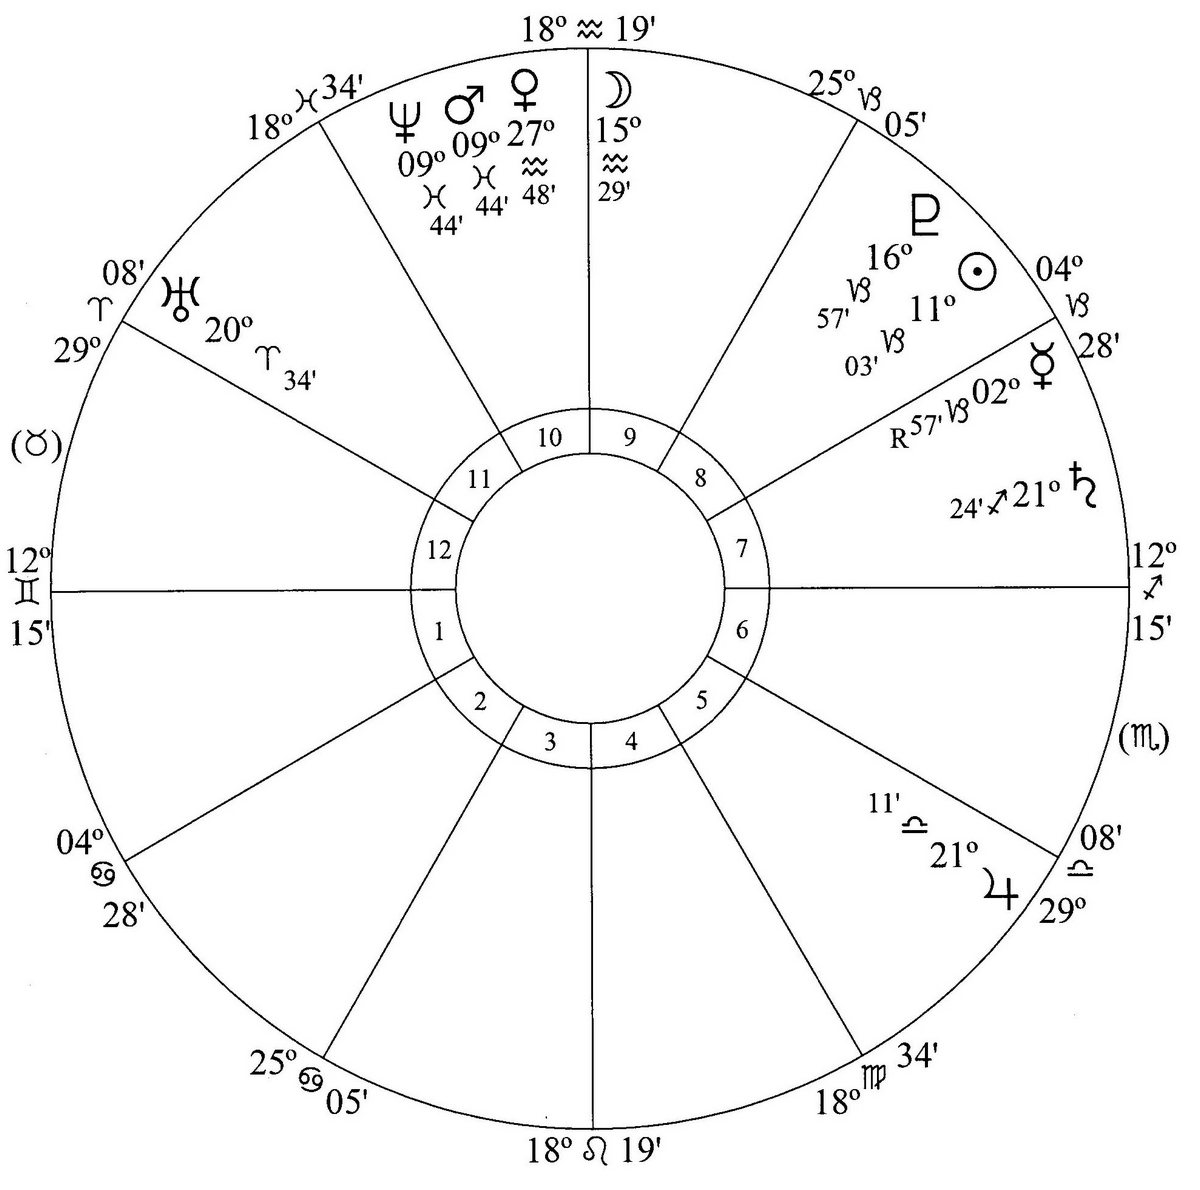 18º ♒ 19'
25º ♑ 05'
04º ♑ 28'
12º ♐ 15'
(♏)
08' ♎ 29º
34' ♍ 18º
18º ♌ 19'
25º ♋ 05'
04º ♋ 28'
12º ♊ 15'
(♉)
08' ♈ 29º
18º ♓ 34'
♆ 09º ♓ 44'
♂ 09º ♓ 44'
♀ 27º ♒ 48'
☽ 15º ♒ 29'
♇ 16º ♑ 57'
☉ 11º ♑ 03'
☿ 02º ♑ 57' R
♄ 21º ♐ 24'
♃ 21º ♎ 11'
♅ 20º ♈ 34'
10
9
11
8
12
7
1
6
2
5
3
4